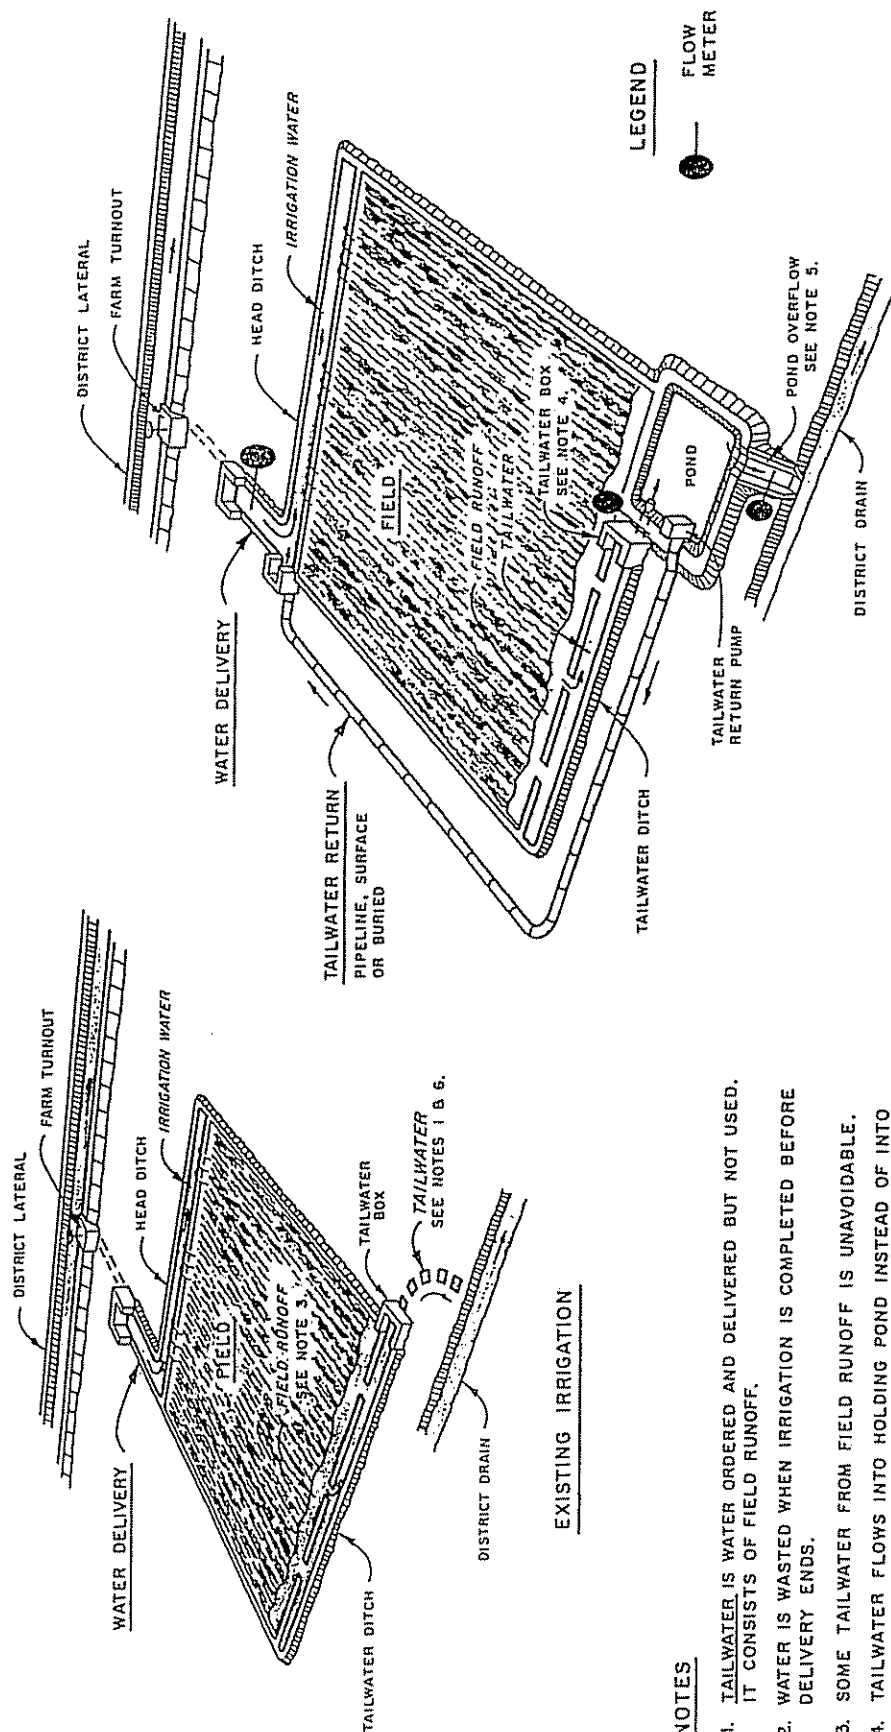 DISTRICT LATERAL
FARM TURNOUT
HEAD DITCH
IRRIGATION WATER
WATER DELIVERY
FIELD
FIELD RUNOFF
SEE NOTE 3.
TAILWATER
BOX
TAILWATER
SEE NOTES 1 & 6.
TAILWATER DITCH
DISTRICT DRAIN
EXISTING IRRIGATION
DISTRICT LATERAL
FARM TURNOUT
HEAD DITCH
IRRIGATION WATER
WATER DELIVERY
TAILWATER RETURN
PIPELINE, SURFACE
OR BURIED
FIELD
FIELD RUNOFF
TAILWATER
TAILWATER BOX
SEE NOTE 4.
POND
POND OVERFLOW
SEE NOTE 5.
TAILWATER DITCH
TAILWATER
RETURN PUMP
DISTRICT DRAIN
LEGEND
FLOW
METER
NOTES
1. TAILWATER IS WATER ORDERED AND DELIVERED BUT NOT USED.
IT CONSISTS OF FIELD RUNOFF.
2. WATER IS WASTED WHEN IRRIGATION IS COMPLETED BEFORE
DELIVERY ENDS.
3. SOME TAILWATER FROM FIELD RUNOFF IS UNAVOIDABLE.
4. TAILWATER FLOWS INTO HOLDING POND INSTEAD OF INTO